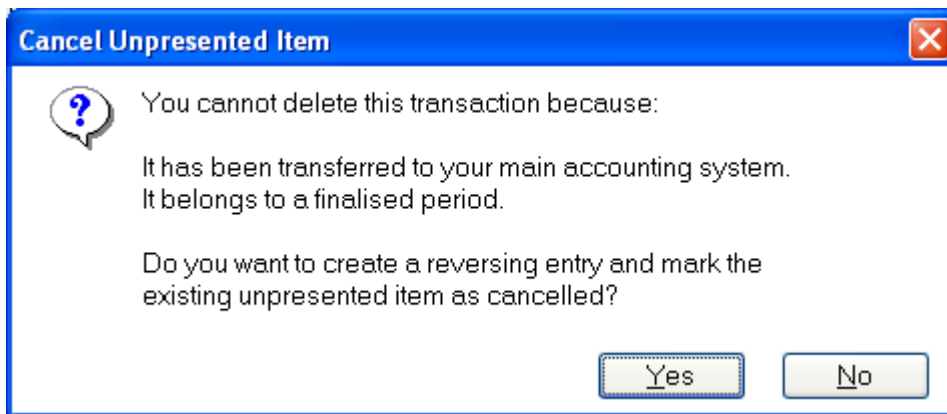 Cancel Unpresented Item
You cannot delete this transaction because:
It has been transferred to your main accounting system.
It belongs to a finalised period.
Do you want to create a reversing entry and mark the
existing unpresented item as cancelled?
Yes No